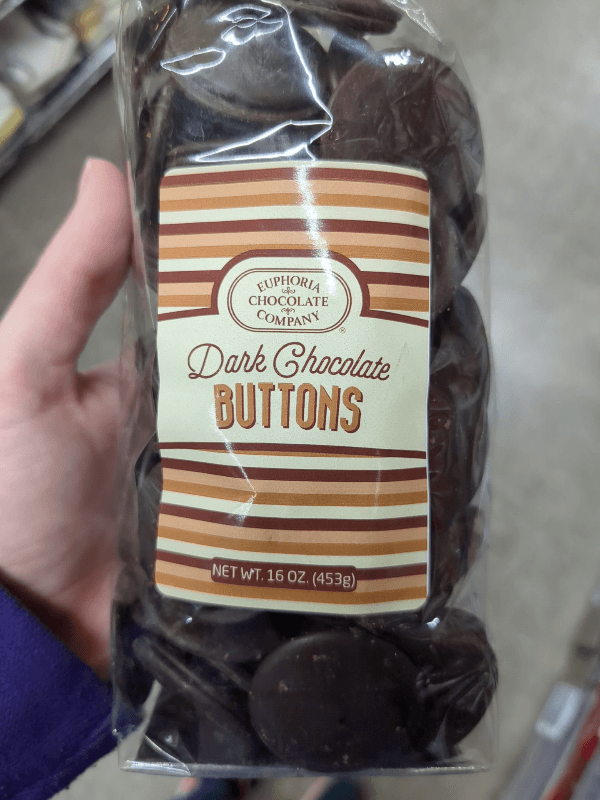 EUPHORIA
CHOCOLATE
COMPANY
®
Dark Chocolate
BUTTONS
NET WT. 16 OZ. (453g)